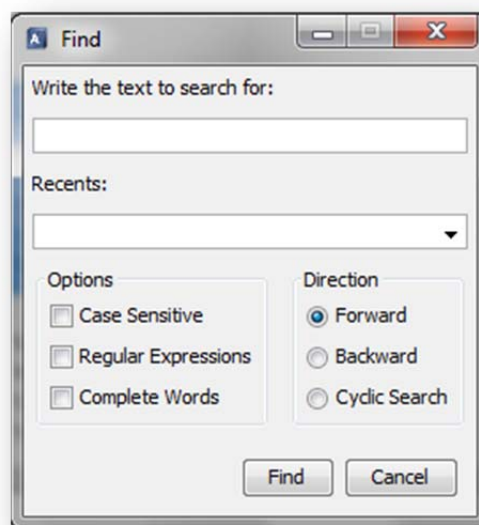 Find
Write the text to search for:
Recents:
Options
Case Sensitive
Regular Expressions
Complete Words
Direction
Forward
Backward
Cyclic Search
Find
Cancel